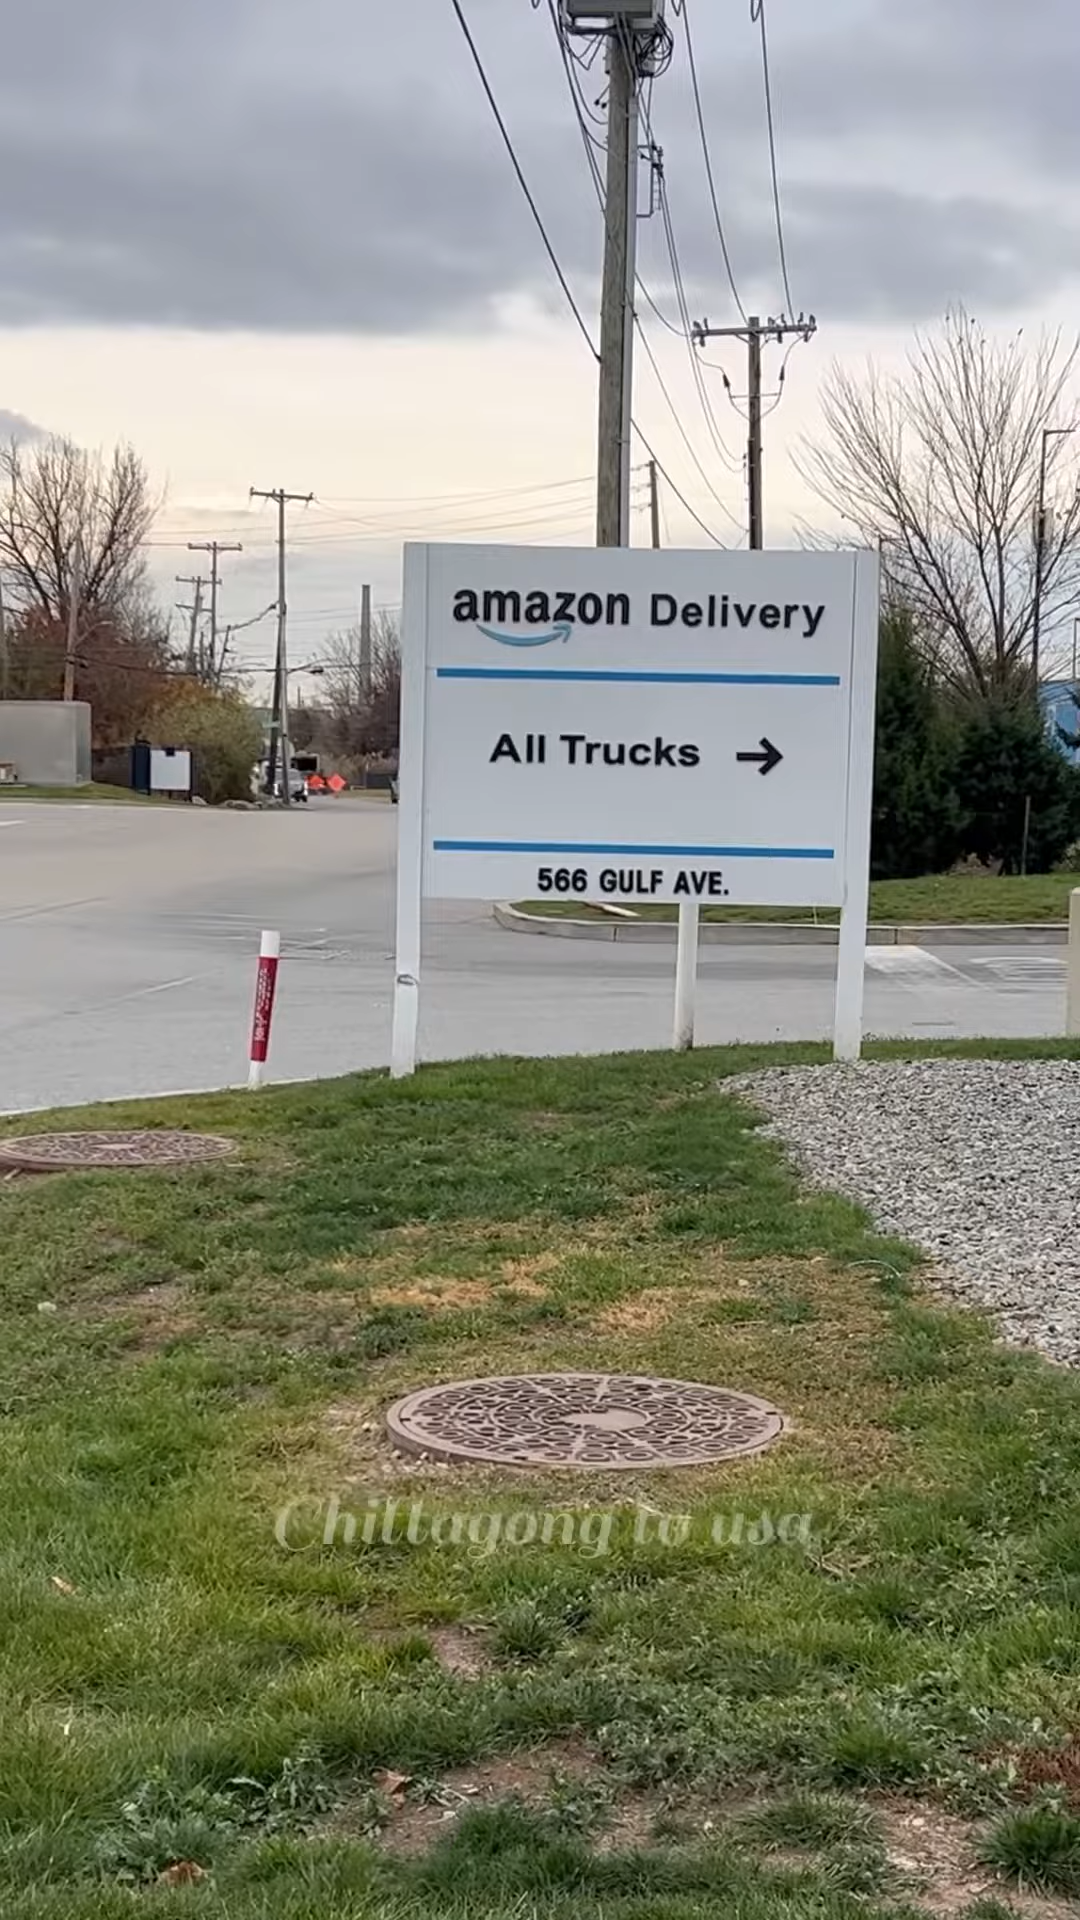 amazon Delivery
All Trucks →
566 GULF AVE.
Chittagong to usa